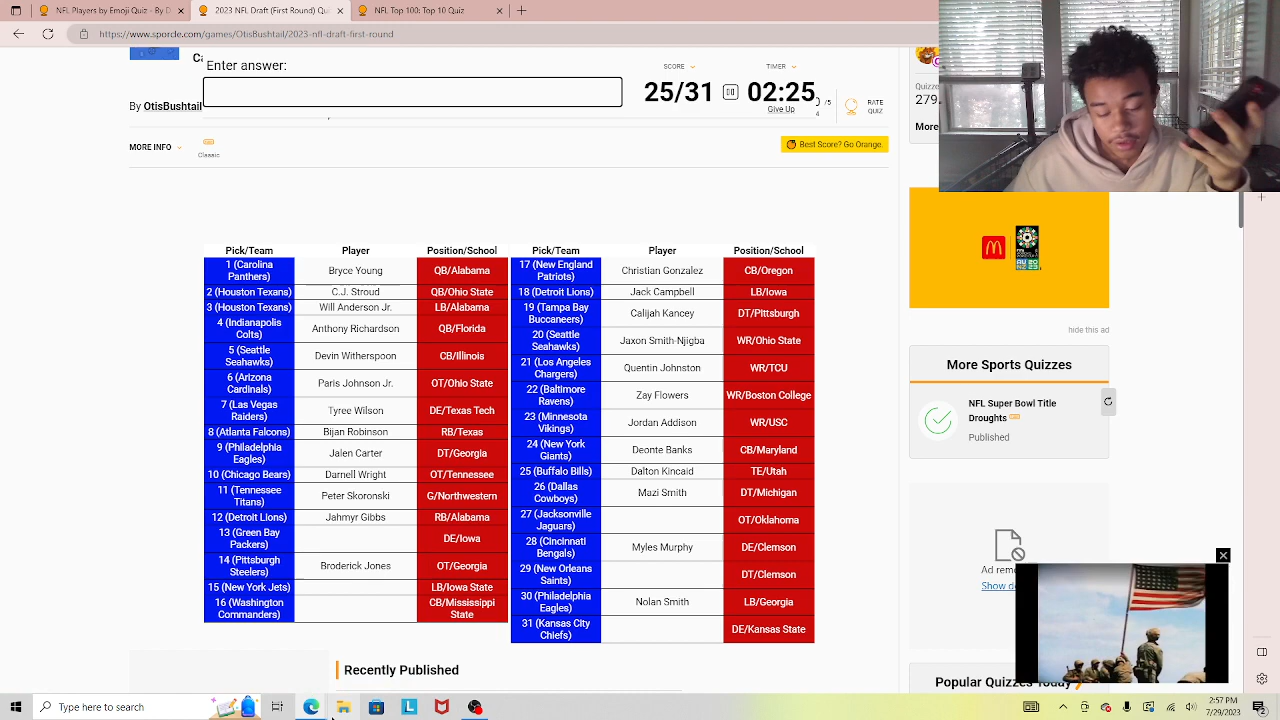 2023 NFL Draft (First Round)
https://www.sporcle.com/games/OtisBushtail/
Enter a
SCORE
TIMER
25/31
02:25
Give Up
By OtisBushtail
/5
RATE
QUIZ
Quizzes
279
More
MORE INFO
Classic
Best Score? Go Orange.
hide this ad
Pick/Team Player Position/School
1 (Carolina Panthers) Bryce Young QB/Alabama
2 (Houston Texans) C.J. Stroud QB/Ohio State
3 (Houston Texans) Will Anderson Jr. LB/Alabama
4 (Indianapolis Colts) Anthony Richardson QB/Florida
5 (Seattle Seahawks) Devin Witherspoon CB/Illinois
6 (Arizona Cardinals) Paris Johnson Jr. OT/Ohio State
7 (Las Vegas Raiders) Tyree Wilson DE/Texas Tech
8 (Atlanta Falcons) Bijan Robinson RB/Texas
9 (Philadelphia Eagles) Jalen Carter DT/Georgia
10 (Chicago Bears) Darnell Wright OT/Tennessee
11 (Tennessee Titans) Peter Skoronski G/Northwestern
12 (Detroit Lions) Jahmyr Gibbs RB/Alabama
13 (Green Bay Packers) DE/Iowa
14 (Pittsburgh Steelers) Broderick Jones OT/Georgia
15 (New York Jets) LB/Iowa State
16 (Washington Commanders) CB/Mississippi State
Pick/Team Player Position/School
17 (New England Patriots) Christian Gonzalez CB/Oregon
18 (Detroit Lions) Jack Campbell LB/Iowa
19 (Tampa Bay Buccaneers) Calijah Kancey DT/Pittsburgh
20 (Seattle Seahawks) Jaxon Smith-Njigba WR/Ohio State
21 (Los Angeles Chargers) Quentin Johnston WR/TCU
22 (Baltimore Ravens) Zay Flowers WR/Boston College
23 (Minnesota Vikings) Jordan Addison WR/USC
24 (New York Giants) Deonte Banks CB/Maryland
25 (Buffalo Bills) Dalton Kincaid TE/Utah
26 (Dallas Cowboys) Mazi Smith DT/Michigan
27 (Jacksonville Jaguars) OT/Oklahoma
28 (Cincinnati Bengals) Myles Murphy DE/Clemson
29 (New Orleans Saints) DT/Clemson
30 (Philadelphia Eagles) Nolan Smith LB/Georgia
31 (Kansas City Chiefs) DE/Kansas State
More Sports Quizzes
NFL Super Bowl Title
Droughts
Published
Ad remo
Show d
Recently Published
Popular Quizzes Today
Type here to search
2:57 PM
7/29/2023